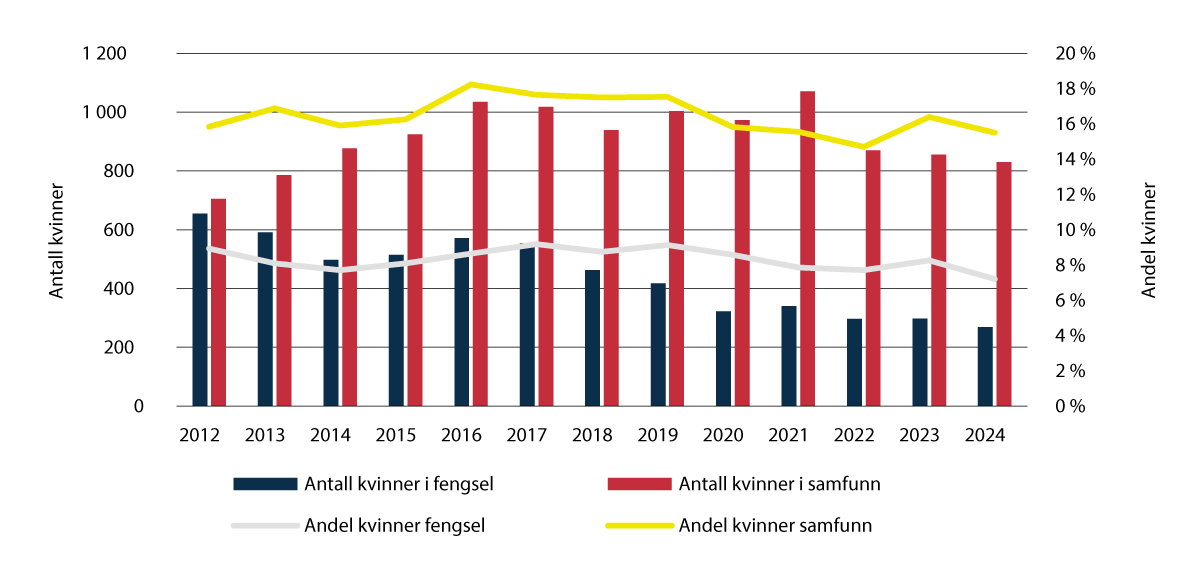 1 200
1 000
800
600
400
200
0
Antall kvinner
20 %
18 %
16 %
14 %
12 %
10 %
8 %
6 %
4 %
2 %
0 %
Andel kvinner
2012 2013 2014 2015 2016 2017 2018 2019 2020 2021 2022 2023 2024
Antall kvinner i fengsel
Antall kvinner i samfunn
Andel kvinner fengsel
Andel kvinner samfunn